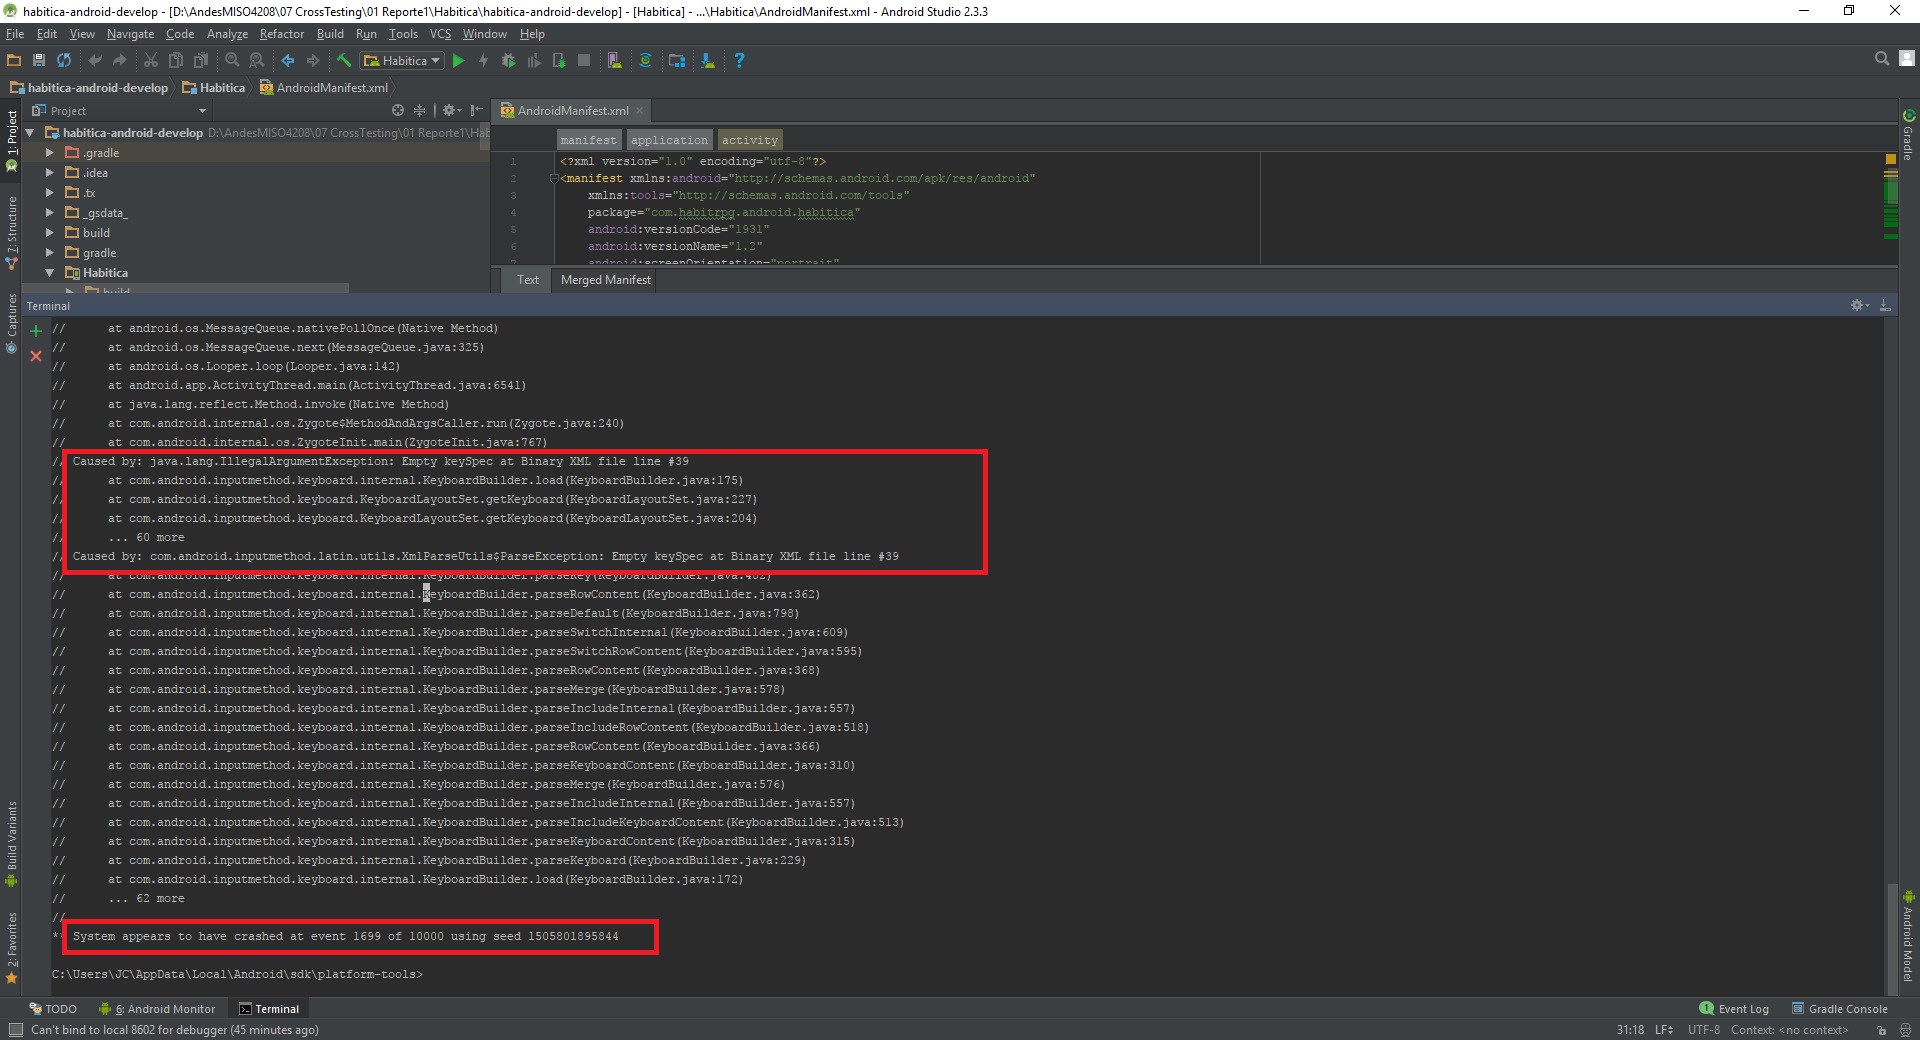 habitica-android-develop - [D:\AndesMISO4208\07 CrossTesting\01 Reporte1\Habitica\habitica-android-develop] - [Habitica] - ...\Habitica\AndroidManifest.xml - Android Studio 2.3.3
File Edit View Navigate Code Analyze Refactor Build Run Tools VCS Window Help
Habitica
habitica-android-develop Habitica AndroidManifest.xml
Project
AndroidManifest.xml
1: Project
7: Structure
Captures
Build Variants
2: Favorites
Gradle
Android Model
habitica-android-develop D:\AndesMISO4208\07 CrossTesting\01 Reporte1\Hab
.gradle
.idea
.tx
_gsdata_
build
gradle
Habitica
build
manifest application activity
1 <?xml version="1.0" encoding="utf-8"?>
2 <manifest xmlns:android="http://schemas.android.com/apk/res/android"
3 xmlns:tools="http://schemas.android.com/tools"
4 package="com.habitrpg.android.habitica"
5 android:versionCode="1931"
6 android:versionName="1.2"
7 android:screenOrientation="portrait"
Text Merged Manifest
Terminal
// at android.os.MessageQueue.nativePollOnce(Native Method)
// at android.os.MessageQueue.next(MessageQueue.java:325)
// at android.os.Looper.loop(Looper.java:142)
// at android.app.ActivityThread.main(ActivityThread.java:6541)
// at java.lang.reflect.Method.invoke(Native Method)
// at com.android.internal.os.Zygote$MethodAndArgsCaller.run(Zygote.java:240)
// at com.android.internal.os.ZygoteInit.main(ZygoteInit.java:767)
// Caused by: java.lang.IllegalArgumentException: Empty keySpec at Binary XML file line #39
// at com.android.inputmethod.keyboard.internal.KeyboardBuilder.load(KeyboardBuilder.java:175)
// at com.android.inputmethod.keyboard.KeyboardLayoutSet.getKeyboard(KeyboardLayoutSet.java:227)
// at com.android.inputmethod.keyboard.KeyboardLayoutSet.getKeyboard(KeyboardLayoutSet.java:204)
// ... 60 more
// Caused by: com.android.inputmethod.latin.utils.XmlParseUtils$ParseException: Empty keySpec at Binary XML file line #39
// at com.android.inputmethod.keyboard.internal.KeyboardBuilder.parseKey(KeyboardBuilder.java:462)
// at com.android.inputmethod.keyboard.internal.KeyboardBuilder.parseRowContent(KeyboardBuilder.java:362)
// at com.android.inputmethod.keyboard.internal.KeyboardBuilder.parseDefault(KeyboardBuilder.java:798)
// at com.android.inputmethod.keyboard.internal.KeyboardBuilder.parseSwitchInternal(KeyboardBuilder.java:609)
// at com.android.inputmethod.keyboard.internal.KeyboardBuilder.parseSwitchRowContent(KeyboardBuilder.java:595)
// at com.android.inputmethod.keyboard.internal.KeyboardBuilder.parseRowContent(KeyboardBuilder.java:368)
// at com.android.inputmethod.keyboard.internal.KeyboardBuilder.parseMerge(KeyboardBuilder.java:578)
// at com.android.inputmethod.keyboard.internal.KeyboardBuilder.parseIncludeInternal(KeyboardBuilder.java:557)
// at com.android.inputmethod.keyboard.internal.KeyboardBuilder.parseIncludeRowContent(KeyboardBuilder.java:518)
// at com.android.inputmethod.keyboard.internal.KeyboardBuilder.parseRowContent(KeyboardBuilder.java:366)
// at com.android.inputmethod.keyboard.internal.KeyboardBuilder.parseKeyboardContent(KeyboardBuilder.java:310)
// at com.android.inputmethod.keyboard.internal.KeyboardBuilder.parseMerge(KeyboardBuilder.java:576)
// at com.android.inputmethod.keyboard.internal.KeyboardBuilder.parseIncludeInternal(KeyboardBuilder.java:557)
// at com.android.inputmethod.keyboard.internal.KeyboardBuilder.parseIncludeKeyboardContent(KeyboardBuilder.java:513)
// at com.android.inputmethod.keyboard.internal.KeyboardBuilder.parseKeyboardContent(KeyboardBuilder.java:315)
// at com.android.inputmethod.keyboard.internal.KeyboardBuilder.parseKeyboard(KeyboardBuilder.java:229)
// at com.android.inputmethod.keyboard.internal.KeyboardBuilder.load(KeyboardBuilder.java:172)
// ... 62 more
//
** System appears to have crashed at event 1699 of 10000 using seed 1505801895844
C:\Users\JC\AppData\Local\Android\sdk\platform-tools>
TODO 6: Android Monitor Terminal 1 Event Log Gradle Console
Can't bind to local 8602 for debugger (45 minutes ago) 31:18 LF UTF-8 Context: <no context>